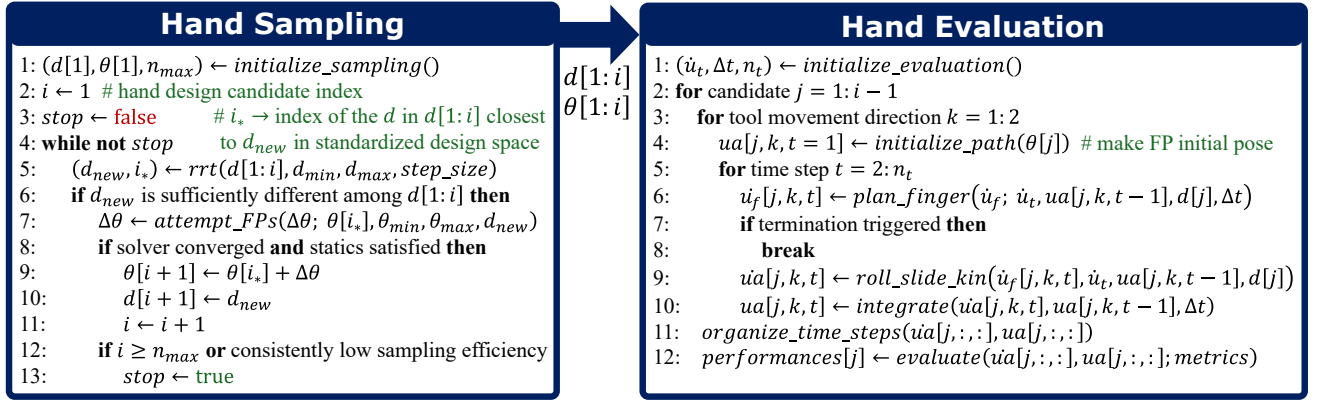 Hand Sampling
1: (d[1], θ[1], n_max) ← initialize_sampling()
2: i ← 1 # hand design candidate index
3: stop ← false # i_* → index of the d in d[1: i] closest
4: while not stop to d_new in standardized design space
5: (d_new, i_*) ← rrt(d[1: i], d_min, d_max, step_size)
6: if d_new is sufficiently different among d[1: i] then
7: Δθ ← attempt_FPs(Δθ; θ[i_*], θ_min, θ_max, d_new)
8: if solver converged and statics satisfied then
9: θ[i + 1] ← θ[i_*] + Δθ
10: d[i + 1] ← d_new
11: i ← i + 1
12: if i ≥ n_max or consistently low sampling efficiency
13: stop ← true
d[1: i]
θ[1: i]
Hand Evaluation
1: (u̇_t, Δt, n_t) ← initialize_evaluation()
2: for candidate j = 1: i − 1
3: for tool movement direction k = 1: 2
4: ua[j, k, t = 1] ← initialize_path(θ[j]) # make FP initial pose
5: for time step t = 2: n_t
6: u̇_f[j, k, t] ← plan_finger(u̇_f; u̇_t, ua[j, k, t − 1], d[j], Δt)
7: if termination triggered then
8: break
9: u̇a[j, k, t] ← roll_slide_kin(u̇_f[j, k, t], u̇_t, ua[j, k, t − 1], d[j])
10: ua[j, k, t] ← integrate(u̇a[j, k, t], ua[j, k, t − 1], Δt)
11: organize_time_steps(u̇a[j, :, :], ua[j, :, :])
12: performances[j] ← evaluate(u̇a[j, :, :], ua[j, :, :]; metrics)